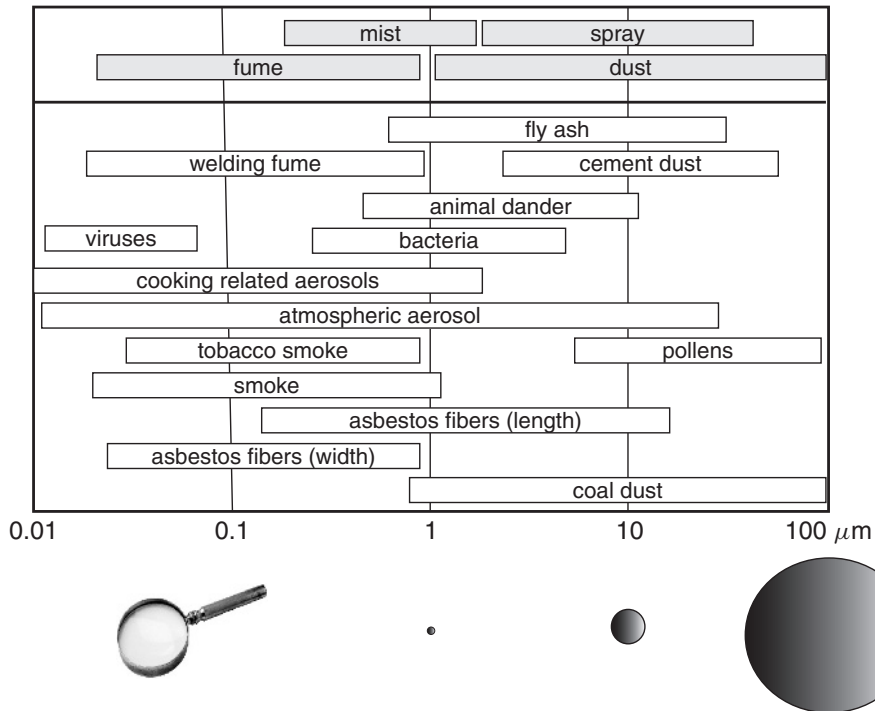 mist spray
fume dust
fly ash
welding fume cement dust
animal dander
viruses bacteria
cooking related aerosols
atmospheric aerosol
tobacco smoke pollens
smoke
asbestos fibers (length)
asbestos fibers (width)
coal dust
0.01 0.1 1 10 100 μm